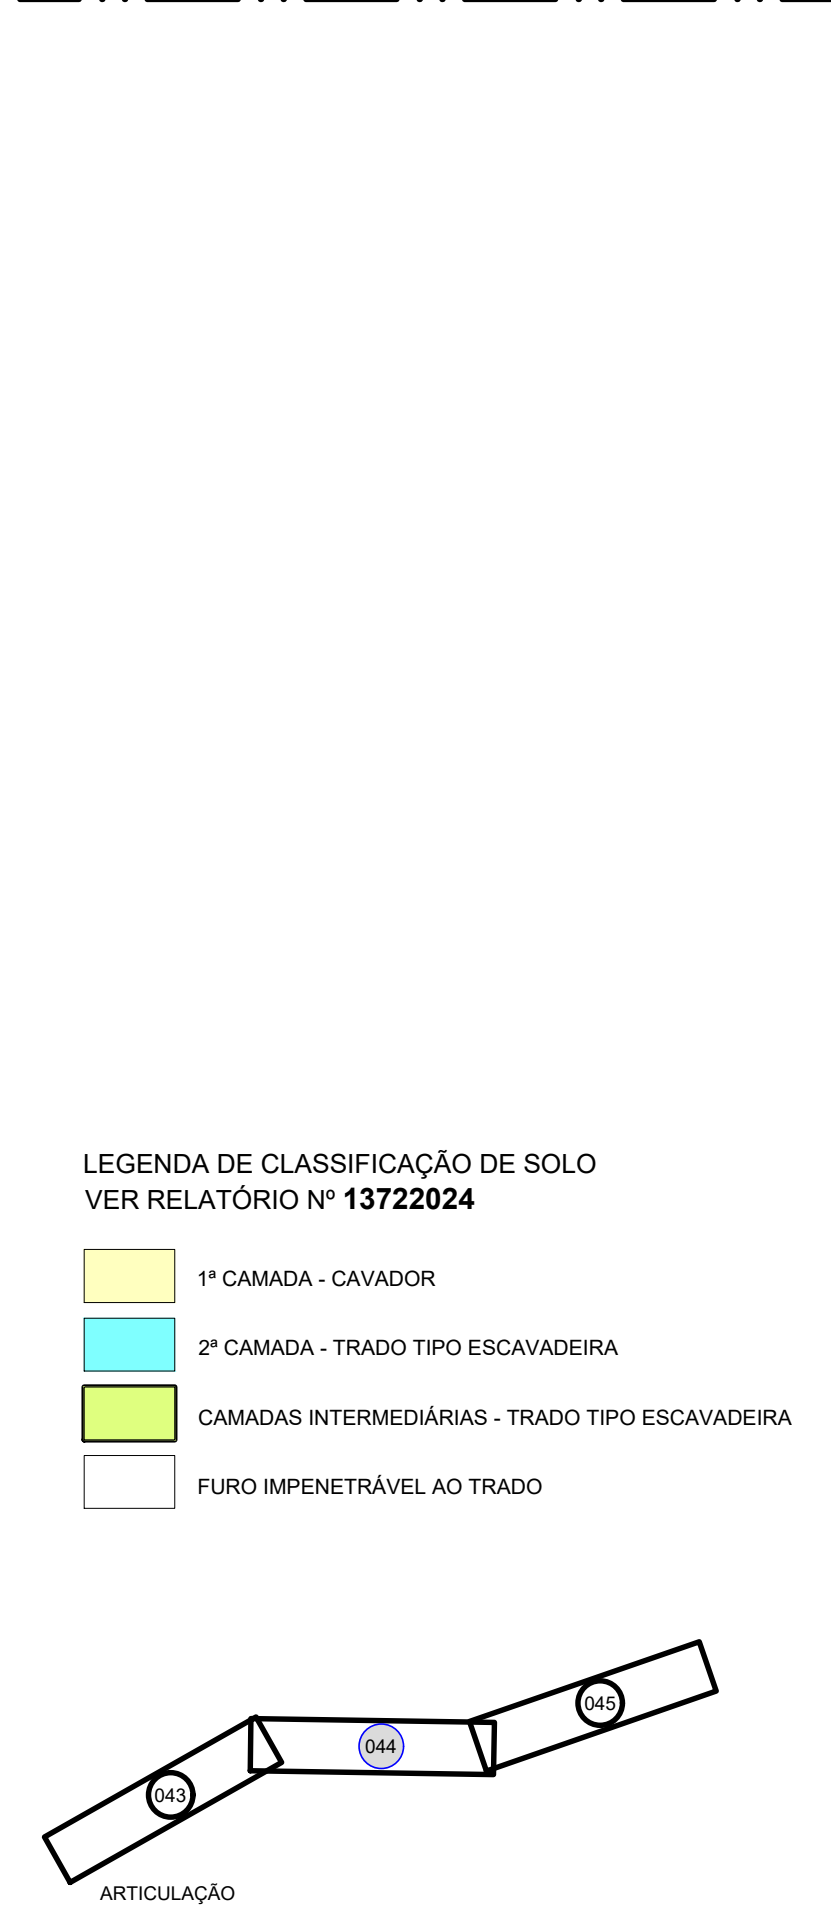 LEGENDA DE CLASSIFICAÇÃO DE SOLO
VER RELATÓRIO Nº 13722024
1ª CAMADA - CAVADOR
2ª CAMADA - TRADO TIPO ESCAVADEIRA
CAMADAS INTERMEDIÁRIAS - TRADO TIPO ESCAVADEIRA
FURO IMPENETRÁVEL AO TRADO
045
044
043
ARTICULAÇÃO